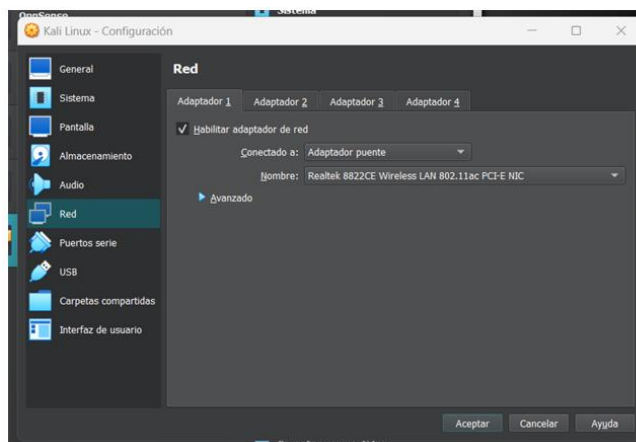 OpnSense
Sistema
Kali Linux - Configuración
General
Sistema
Pantalla
Almacenamiento
Audio
Red
Puertos serie
USB
Carpetas compartidas
Interfaz de usuario
Red
Adaptador 1
Adaptador 2
Adaptador 3
Adaptador 4
Habilitar adaptador de red
Conectado a: Adaptador puente
Nombre: Realtek 8822CE Wireless LAN 802.11ac PCI-E NIC
Avanzado
Aceptar
Cancelar
Ayuda